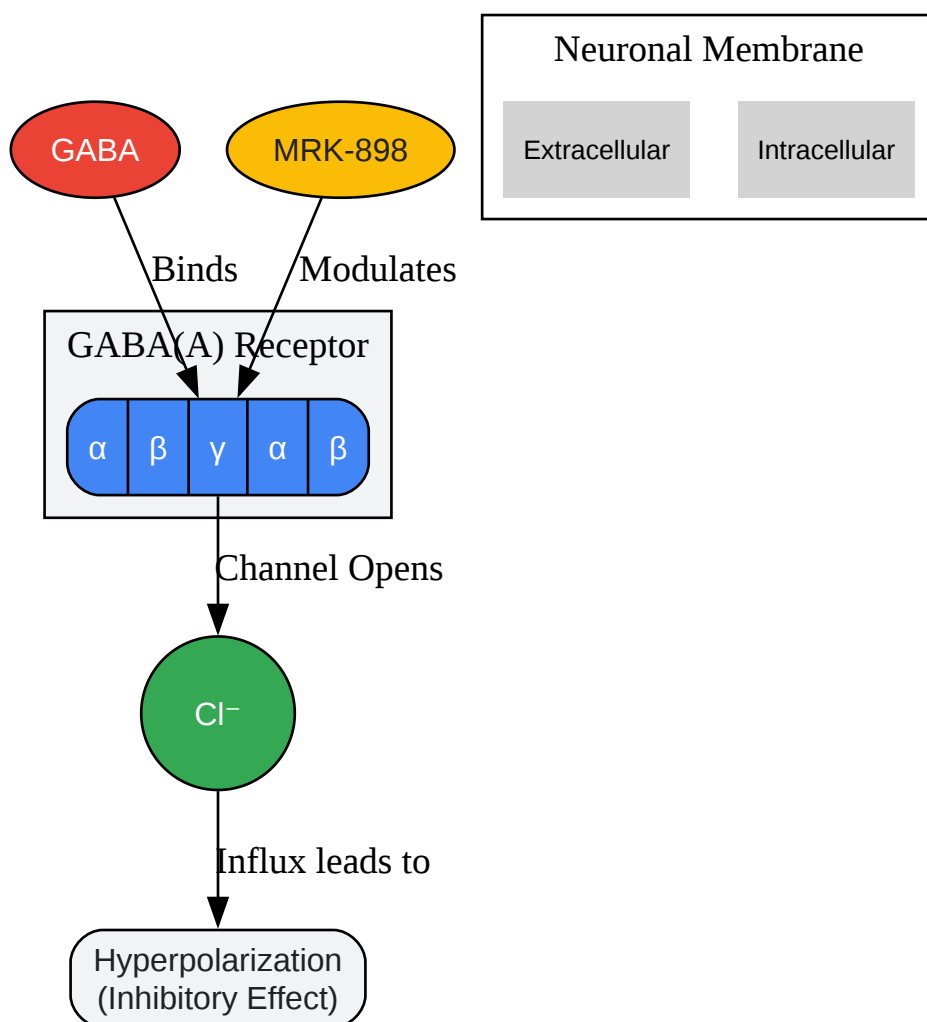 Neuronal Membrane
Extracellular
Intracellular
GABA
MRK-898
Binds
Modulates
GABA(A) Receptor
α β γ α β
Channel Opens
Cl⁻
Influx leads to
Hyperpolarization
(Inhibitory Effect)